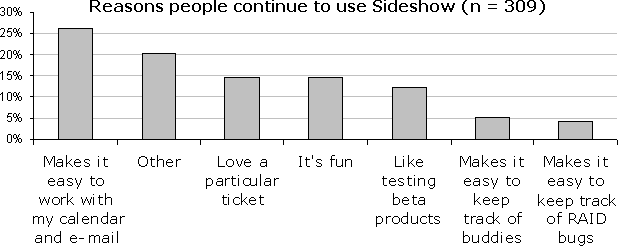 Reasons people continue to use Sideshow (n = 309)
30%
25%
20%
15%
10%
5%
0%
Makes it
easy to
work with
my calendar
and e-mail
Other
Love a
particular
ticket
It's fun
Like
testing
beta
products
Makes it
easy to
keep
track of
buddies
Makes it
easy to
keep track
of RAID
bugs